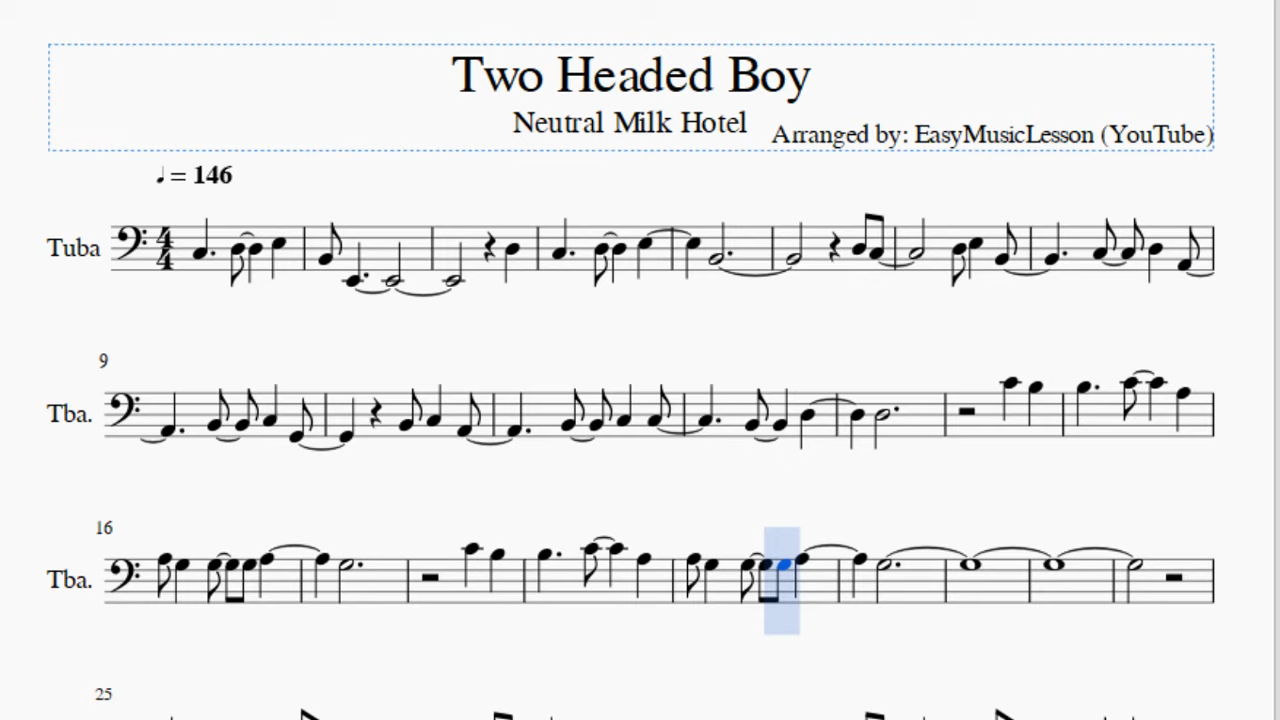 Two Headed Boy
Neutral Milk Hotel
Arranged by: EasyMusicLesson (YouTube)
♩ = 146
Tuba
9
Tba.
16
Tba.
25